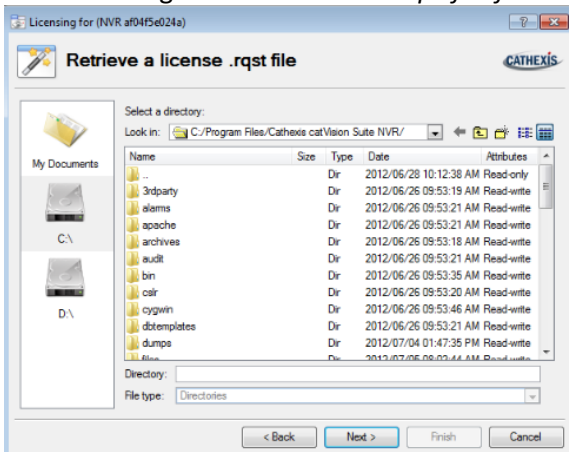 Licensing for (NVR af04f5e024a)
Retrieve a license .rqst file
CATHEXIS
Select a directory:
Look in: C:/Program Files/Cathexis catVision Suite NVR/
My Documents
C:\
D:\
Name Size Type Date Attributes
.. Dir 2012/06/28 10:12:38 AM Read-only
3rdparty Dir 2012/06/26 09:53:19 AM Read-write
alarms Dir 2012/06/26 09:53:21 AM Read-write
apache Dir 2012/06/26 09:53:21 AM Read-write
archives Dir 2012/06/26 09:53:18 AM Read-write
audit Dir 2012/06/26 09:53:21 AM Read-write
bin Dir 2012/06/26 09:53:35 AM Read-write
cslr Dir 2012/06/26 09:53:20 AM Read-write
cygwin Dir 2012/06/26 09:53:46 AM Read-write
dbtemplates Dir 2012/06/26 09:53:21 AM Read-write
dumps Dir 2012/07/04 01:47:35 PM Read-write
Directory:
File type: Directories
< Back Next > Finish Cancel